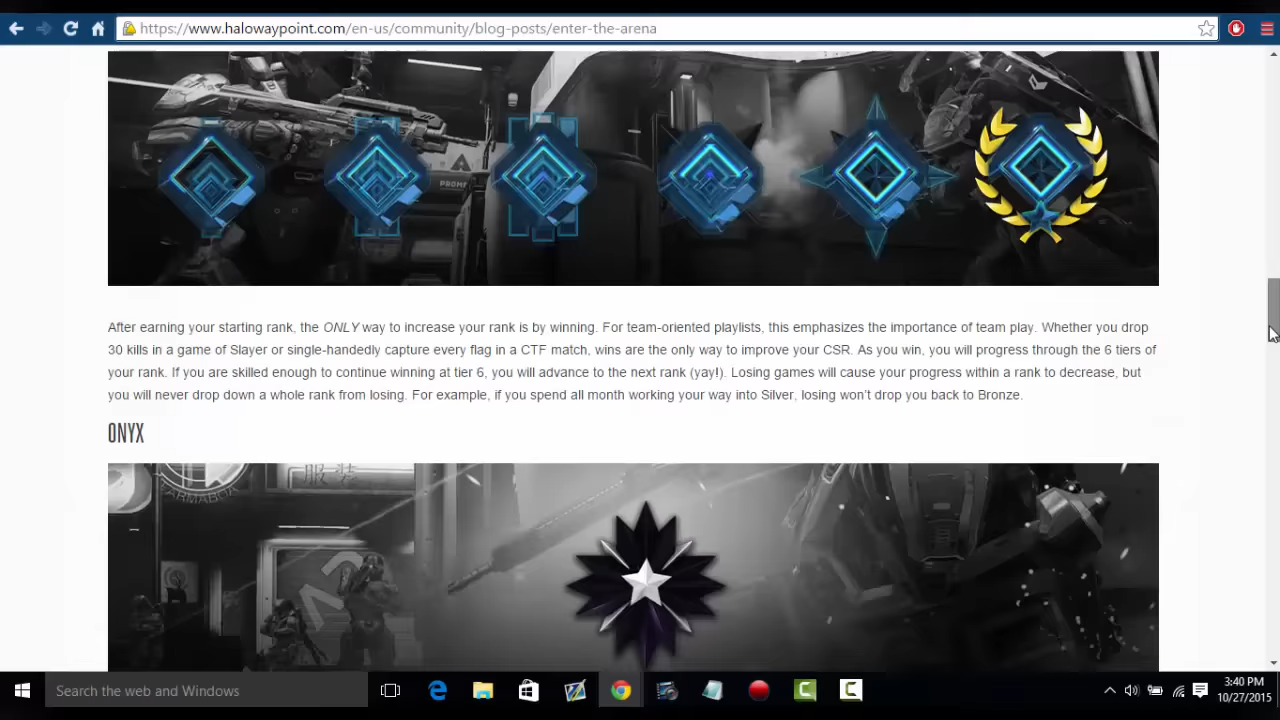 https://www.halowaypoint.com/en-us/community/blog-posts/enter-the-arena
PROM
After earning your starting rank, the ONLY way to increase your rank is by winning. For team-oriented playlists, this emphasizes the importance of team play. Whether you drop
30 kills in a game of Slayer or single-handedly capture every flag in a CTF match, wins are the only way to improve your CSR. As you win, you will progress through the 6 tiers of
your rank. If you are skilled enough to continue winning at tier 6, you will advance to the next rank (yay!). Losing games will cause your progress within a rank to decrease, but
you will never drop down a whole rank from losing. For example, if you spend all month working your way into Silver, losing won't drop you back to Bronze.
ONYX
服装
Search the web and Windows
3:40 PM
10/27/2015